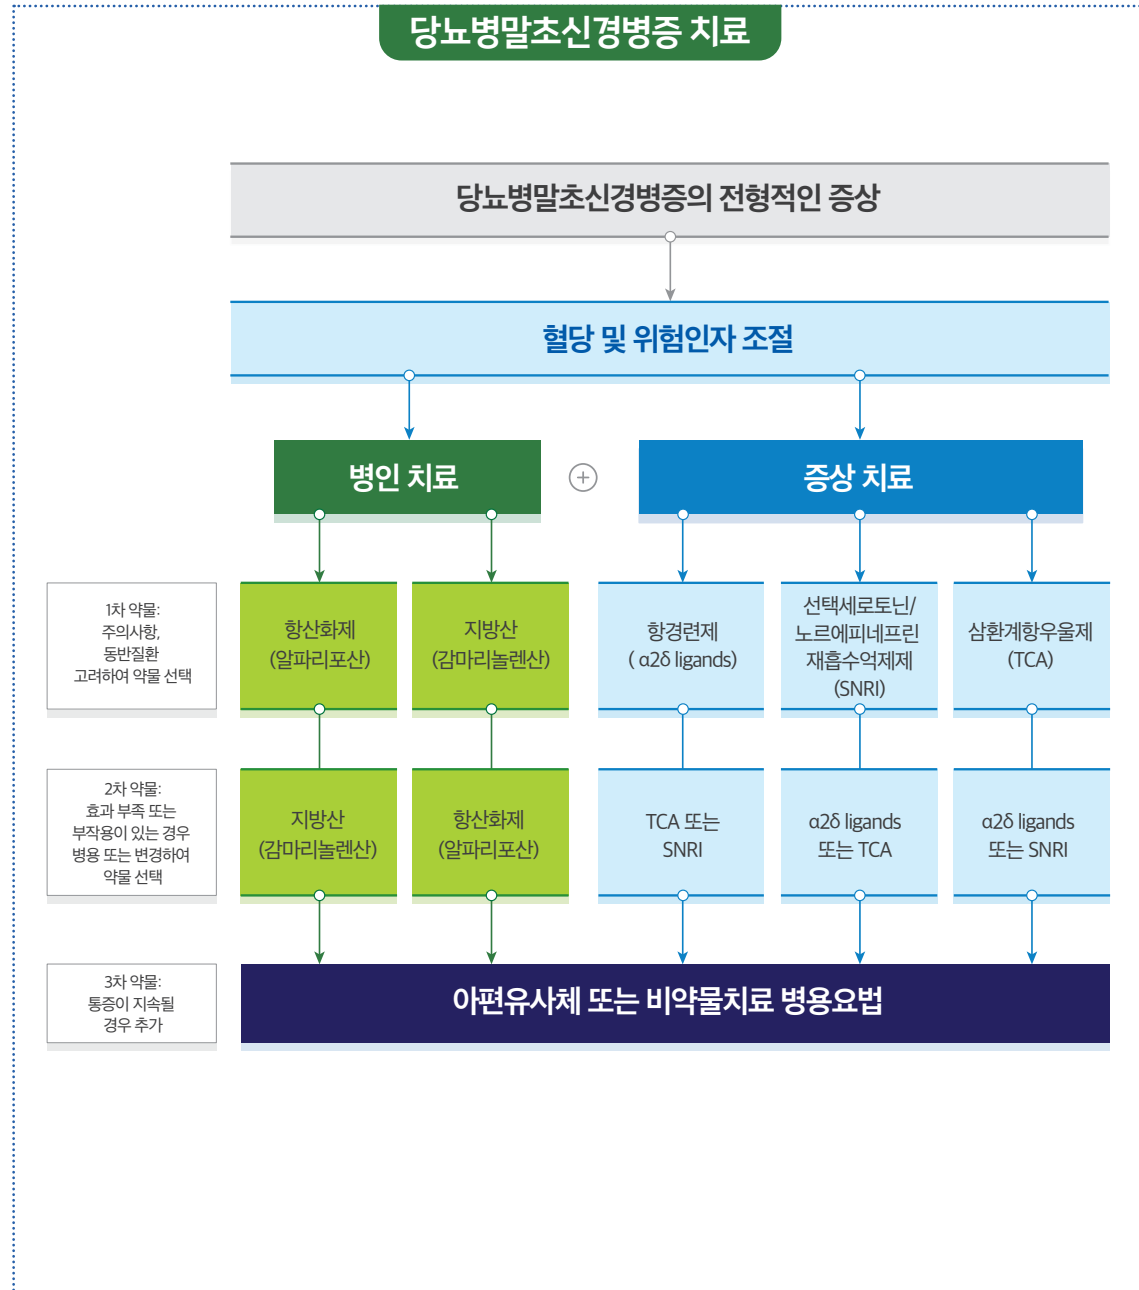 당뇨병말초신경병증 치료
당뇨병말초신경병증의 전형적인 증상
혈당 및 위험인자 조절
병인 치료
증상 치료
1차 약물:
주의사항,
동반질환
고려하여 약물 선택
항산화제
(알파리포산)
지방산
(감마리놀렌산)
항경련제
( α2δ ligands)
선택세로토닌/
노르에피네프린
재흡수억제제
(SNRI)
삼환계항우울제
(TCA)
2차 약물:
효과 부족 또는
부작용이 있는 경우
병용 또는 변경하여
약물 선택
지방산
(감마리놀렌산)
항산화제
(알파리포산)
TCA 또는
SNRI
α2δ ligands
또는 TCA
α2δ ligands
또는 SNRI
3차 약물:
통증이 지속될
경우 추가
아편유사체 또는 비약물치료 병용요법